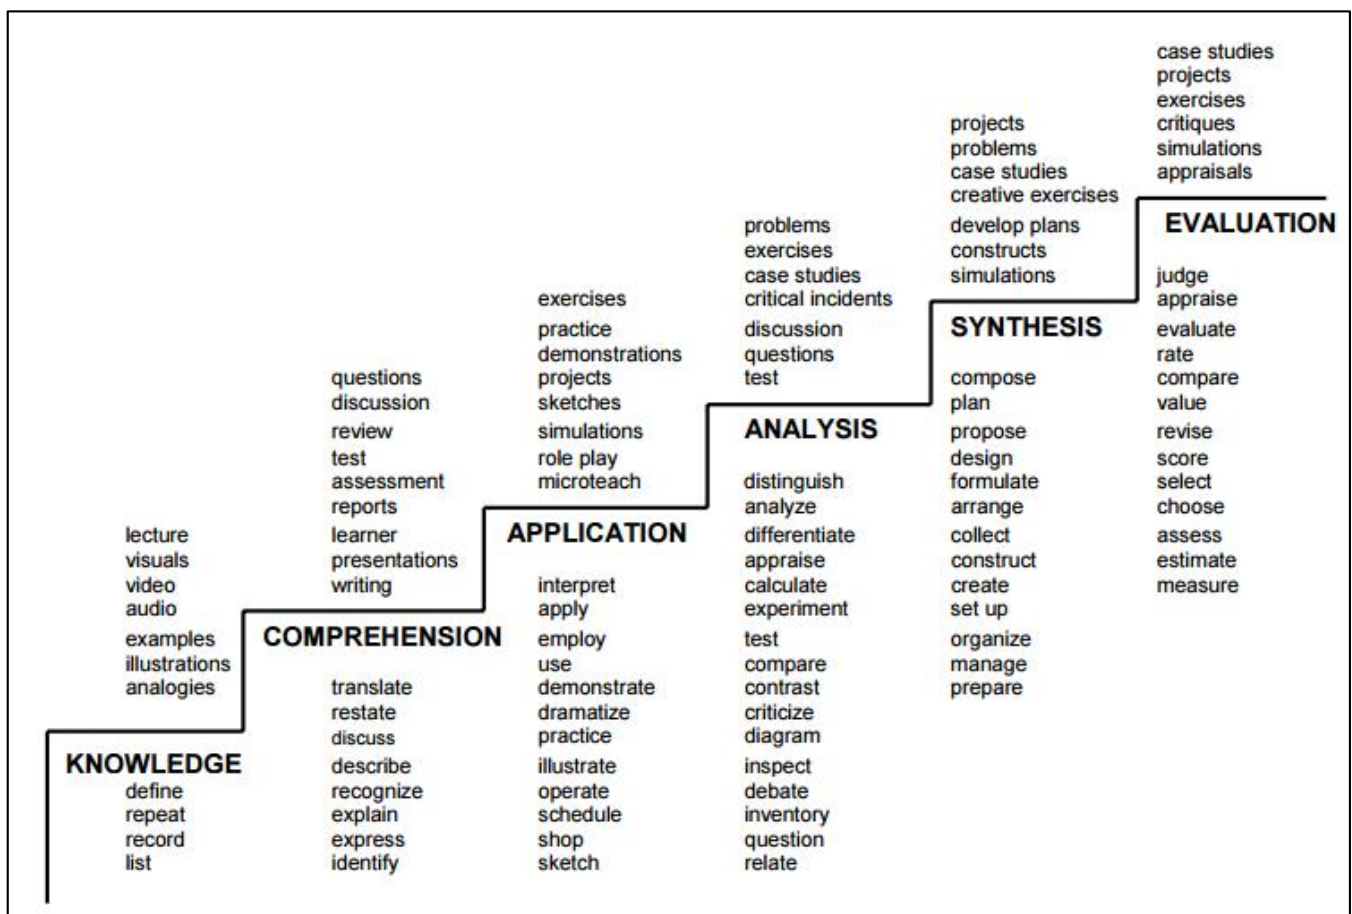 lecture
visuals
video
audio
examples
illustrations
analogies
KNOWLEDGE
define
repeat
record
list
questions
discussion
review
test
assessment
reports
learner
presentations
writing
COMPREHENSION
translate
restate
discuss
describe
recognize
explain
express
identify
exercises
practice
demonstrations
projects
sketches
simulations
role play
microteach
APPLICATION
interpret
apply
employ
use
demonstrate
dramatize
practice
illustrate
operate
schedule
shop
sketch
problems
exercises
case studies
critical incidents
discussion
questions
test
ANALYSIS
distinguish
analyze
differentiate
appraise
calculate
experiment
test
compare
contrast
criticize
diagram
inspect
debate
inventory
question
relate
projects
problems
case studies
creative exercises
develop plans
constructs
simulations
SYNTHESIS
compose
plan
propose
design
formulate
arrange
collect
construct
create
set up
organize
manage
prepare
case studies
projects
exercises
critiques
simulations
appraisals
EVALUATION
judge
appraise
evaluate
rate
compare
value
revise
score
select
choose
assess
estimate
measure